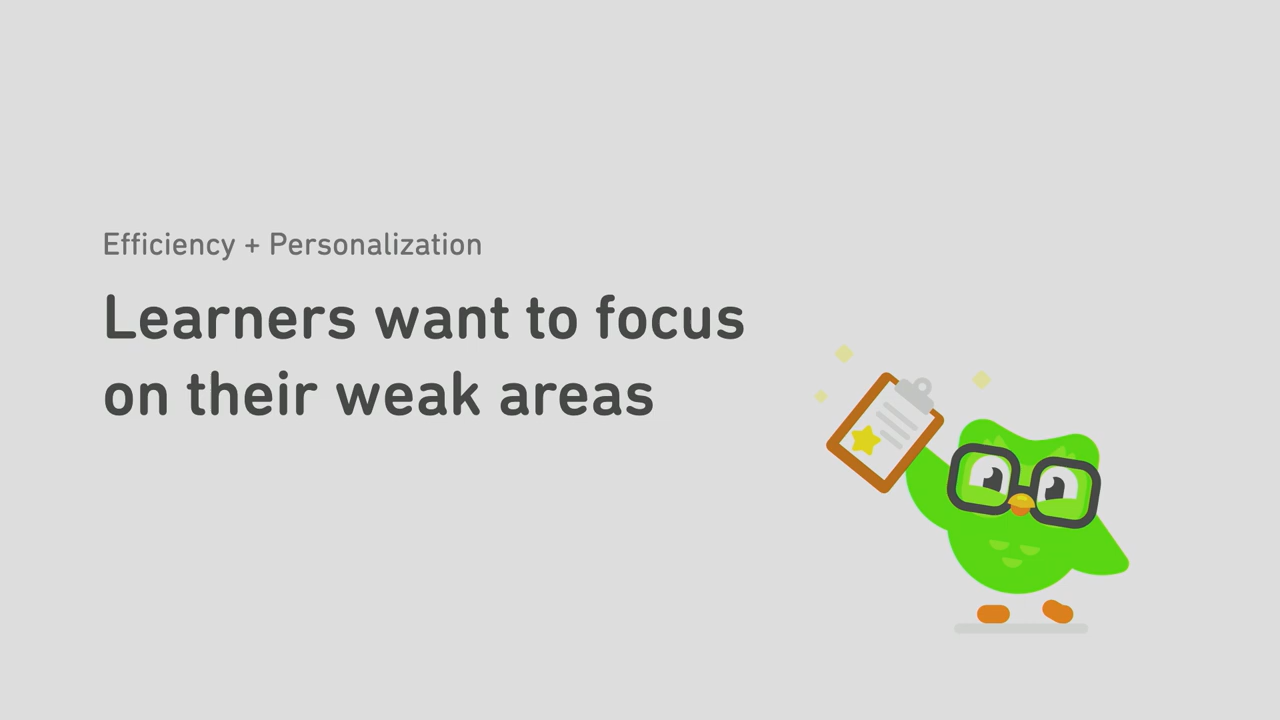 Efficiency + Personalization
Learners want to focus
on their weak areas